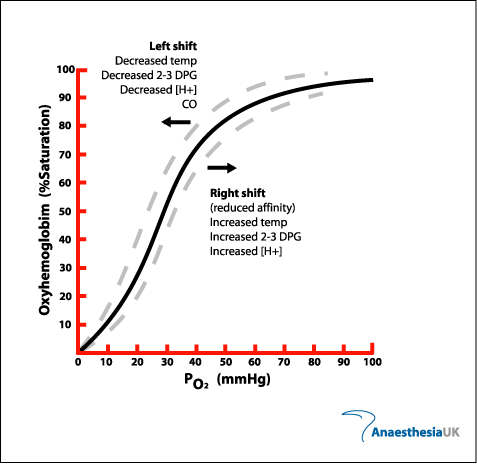 Left shift
Decreased temp
Decreased 2-3 DPG
Decreased [H+]
CO
100
90
80
70
60
50
40
30
20
10
Oxyhemoglobim (%Saturation)
Right shift
(reduced affinity)
Increased temp
Increased 2-3 DPG
Increased [H+]
0 10 20 30 40 50 60 70 80 90 100
PO₂ (mmHg)
AnaesthesiaUK